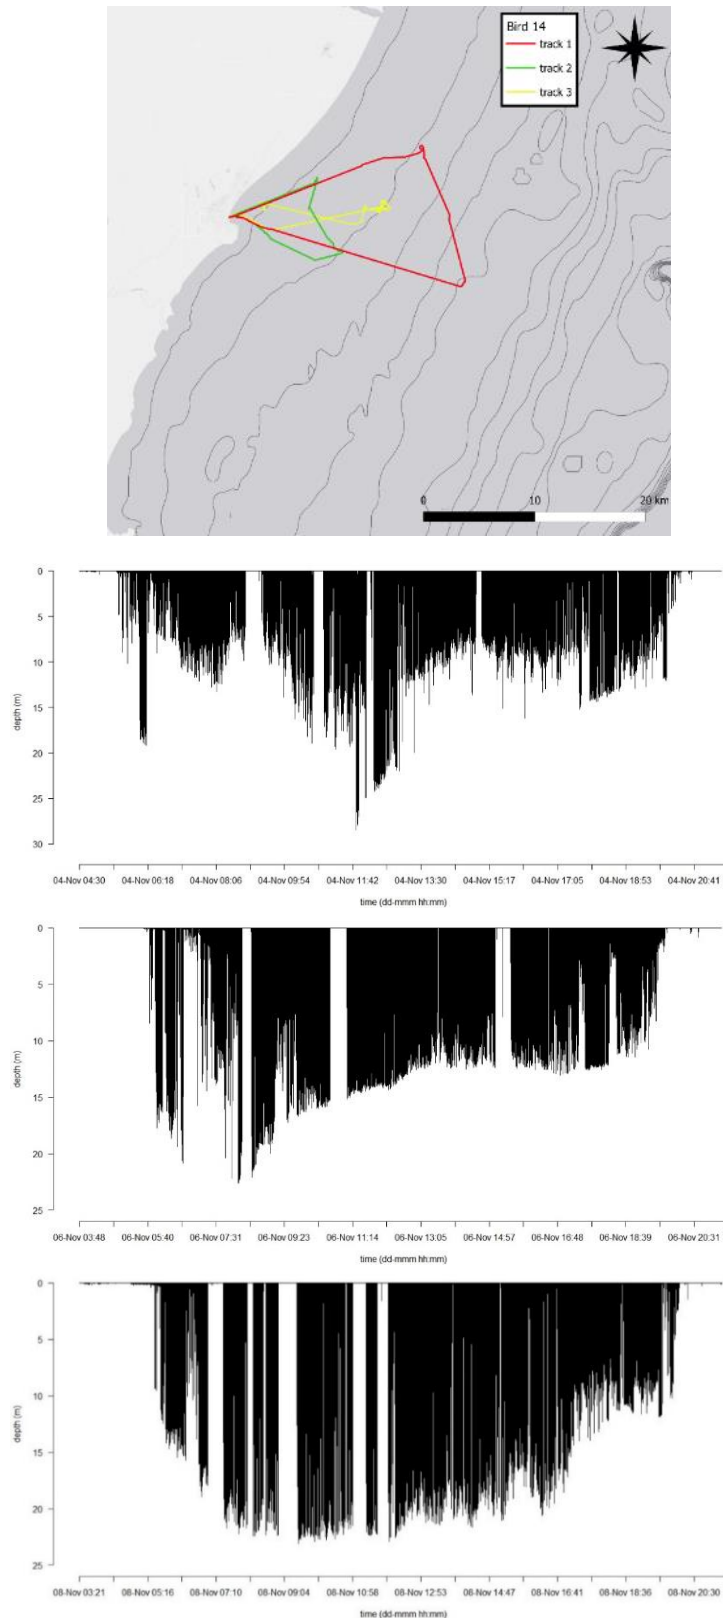 Bird 14
track 1
track 2
track 3
0 10 20 km
0
5
10
15
20
25
30
depth (m)
04-Nov 04:30 04-Nov 06:18 04-Nov 08:06 04-Nov 09:54 04-Nov 11:42 04-Nov 13:30 04-Nov 15:17 04-Nov 17:05 04-Nov 18:53 04-Nov 20:41
time (dd-mmm hh:mm)
0
5
10
15
20
25
depth (m)
06-Nov 03:48 06-Nov 05:40 06-Nov 07:31 06-Nov 09:23 06-Nov 11:14 06-Nov 13:05 06-Nov 14:57 06-Nov 16:48 06-Nov 18:39 06-Nov 20:31
time (dd-mmm hh:mm)
0
5
10
15
20
25
depth (m)
08-Nov 03:21 08-Nov 05:16 08-Nov 07:10 08-Nov 09:04 08-Nov 10:58 08-Nov 12:53 08-Nov 14:47 08-Nov 16:41 08-Nov 18:36 08-Nov 20:30
time (dd-mmm hh:mm)